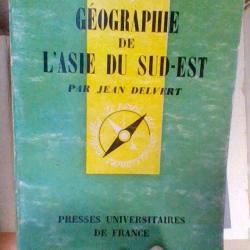 GÉOGRAPHIE
DE
L'ASIE DU SUD-EST
PAR JEAN DELVERT
PRESSES UNIVERSITAIRES
DE FRANCE